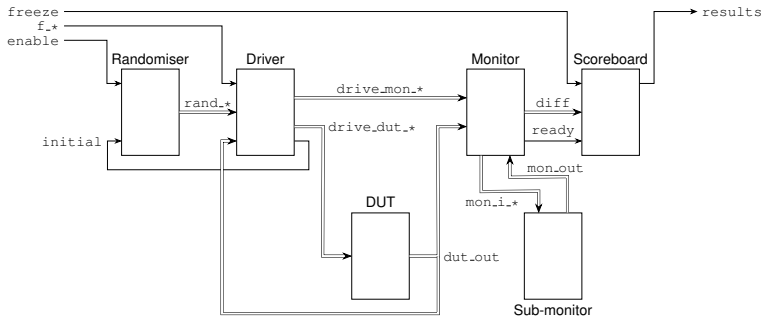 freeze
results
f_*
enable
Randomiser
Driver
Monitor
Scoreboard
drive_mon_*
rand_*
diff
drive_dut_*
ready
initial
mon_out
mon_i_*
DUT
dut_out
Sub-monitor